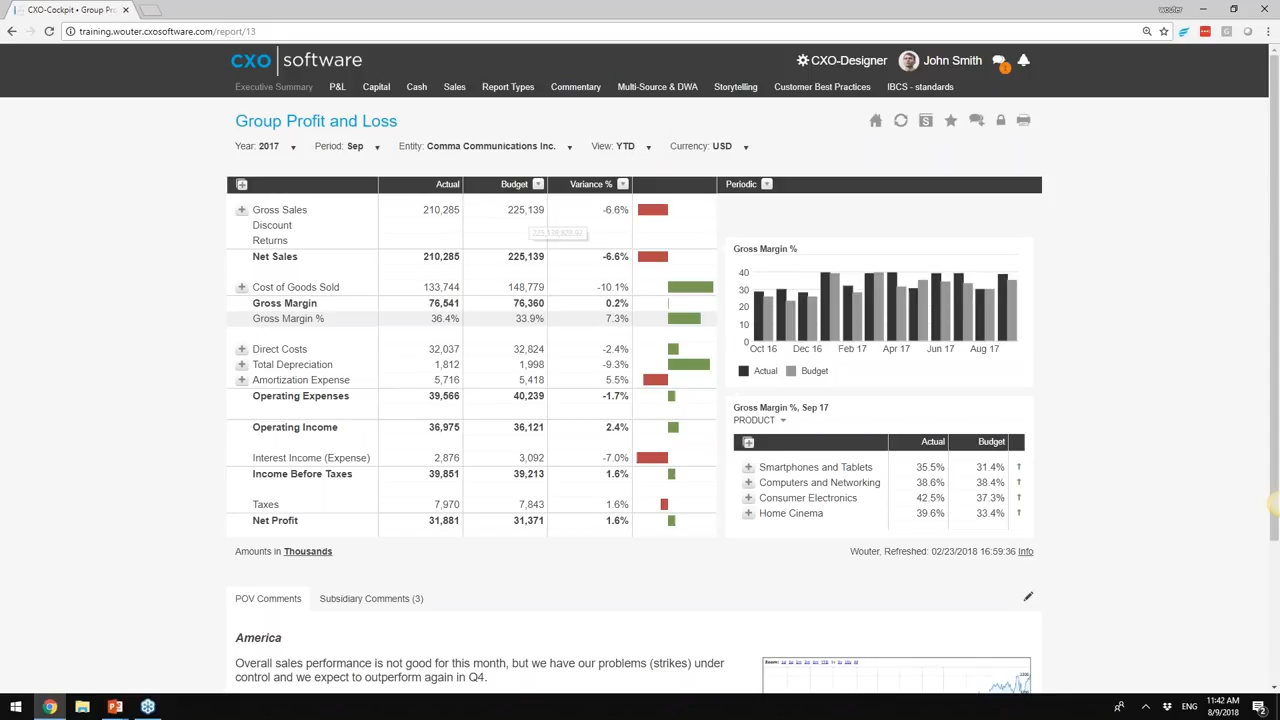 CXO-Cockpit - Group Pr
wouter
training.wouter.cxosoftware.com/report/13
CXO software
CXO-Designer John Smith
Executive Summary P&L Capital Cash Sales Report Types Commentary Multi-Source & DWA Storytelling Customer Best Practices IBCS - standards
Group Profit and Loss
Year: 2017 Period: Sep Entity: Comma Communications Inc. View: YTD Currency: USD
Actual Budget Variance % Periodic
Gross Sales 210,285 225,139 -6.6%
Discount
Returns
Net Sales 210,285 225,139 -6.6%
Cost of Goods Sold 133,744 148,779 -10.1%
Gross Margin 76,541 76,360 0.2%
Gross Margin % 36.4% 33.9% 7.3%
Direct Costs 32,037 32,824 -2.4%
Total Depreciation 1,812 1,998 -9.3%
Amortization Expense 5,716 5,418 5.5%
Operating Expenses 39,566 40,239 -1.7%
Operating Income 36,975 36,121 2.4%
Interest Income (Expense) 2,876 3,092 -7.0%
Income Before Taxes 39,851 39,213 1.6%
Taxes 7,970 7,843 1.6%
Net Profit 31,881 31,371 1.6%
Amounts in Thousands
Gross Margin %
40
30
20
10
0
Oct 16 Dec 16 Feb 17 Apr 17 Jun 17 Aug 17
Actual Budget
Gross Margin %, Sep 17
PRODUCT
Actual Budget
Smartphones and Tablets 35.5% 31.4% ↑
Computers and Networking 38.6% 38.4% ↑
Consumer Electronics 42.5% 37.3% ↑
Home Cinema 39.6% 33.4% ↑
Wouter, Refreshed: 02/23/2018 16:59:36 info
POV Comments Subsidiary Comments (3)
America
Overall sales performance is not good for this month, but we have our problems (strikes) under
control and we expect to outperform again in Q4.
Zoom:
ENG
11:42 AM
8/9/2018
2